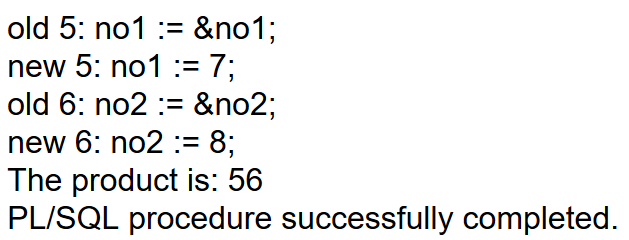 old 5: no1 := &no1;
new 5: no1 := 7;
old 6: no2 := &no2;
new 6: no2 := 8;
The product is: 56
PL/SQL procedure successfully completed.